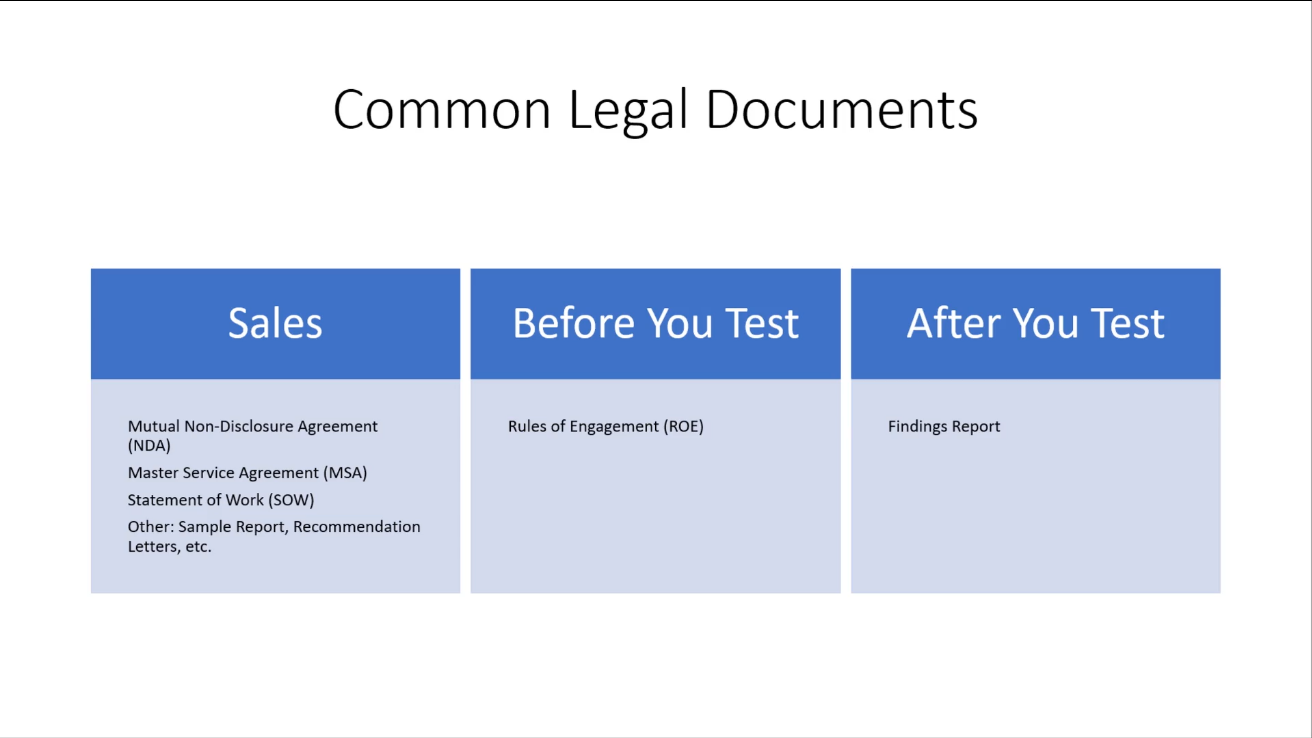 Common Legal Documents
Sales
Mutual Non-Disclosure Agreement
(NDA)
Master Service Agreement (MSA)
Statement of Work (SOW)
Other: Sample Report, Recommendation
Letters, etc.
Before You Test
Rules of Engagement (ROE)
After You Test
Findings Report